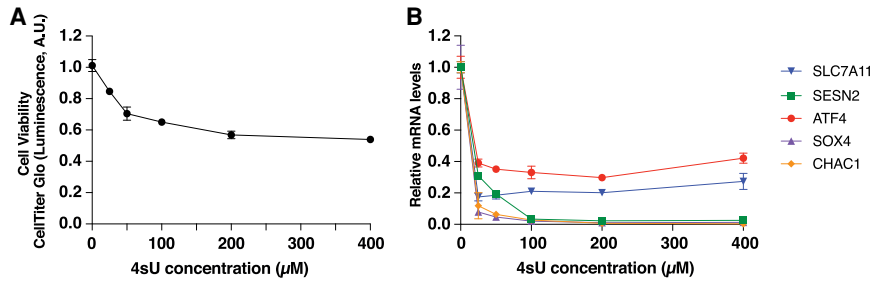 A
Cell Viability
CellTiter Glo (Luminescence, A.U.)
1.2
1.0
0.8
0.6
0.4
0.2
0.0
0
100
200
300
400
4sU concentration (µM)
B
Relative mRNA levels
1.2
1.0
0.8
0.6
0.4
0.2
0.0
0
100
200
300
400
4sU concentration (µM)
SLC7A11
SESN2
ATF4
SOX4
CHAC1